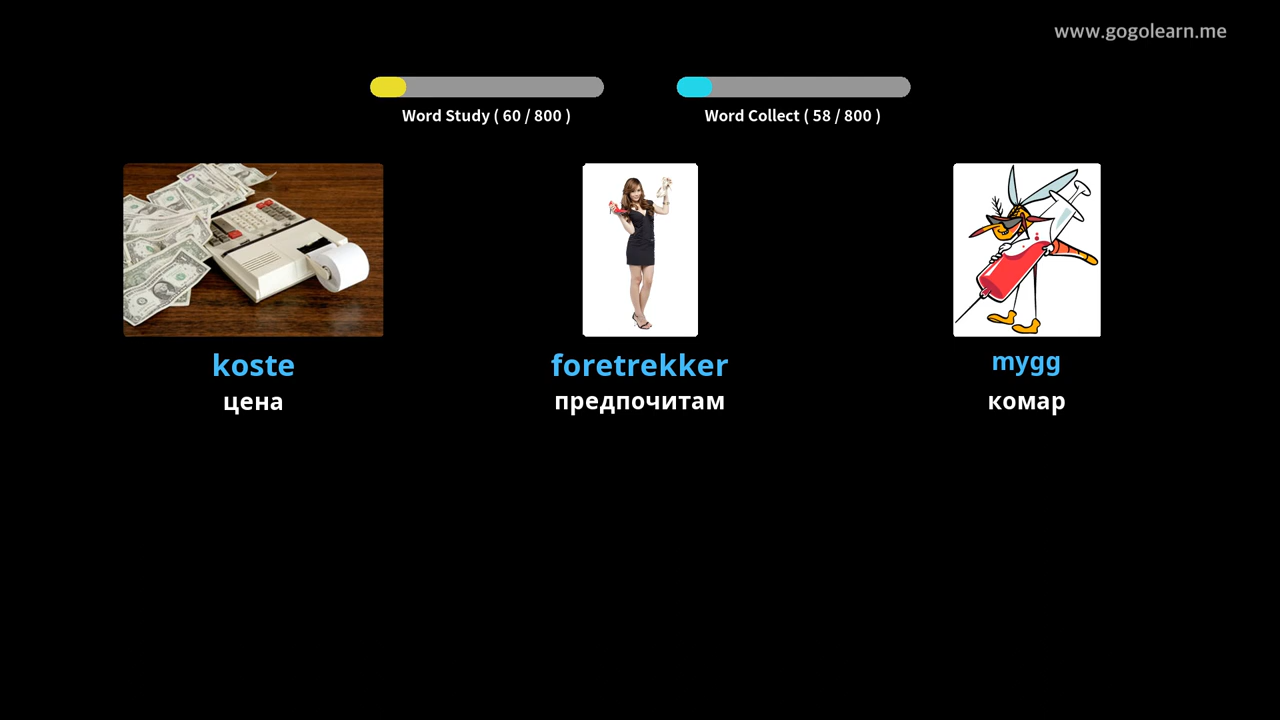 www.gogolearn.me
Word Study ( 60 / 800 )
Word Collect ( 58 / 800 )
koste
foretrekker
mygg
цена
предпочитам
комар